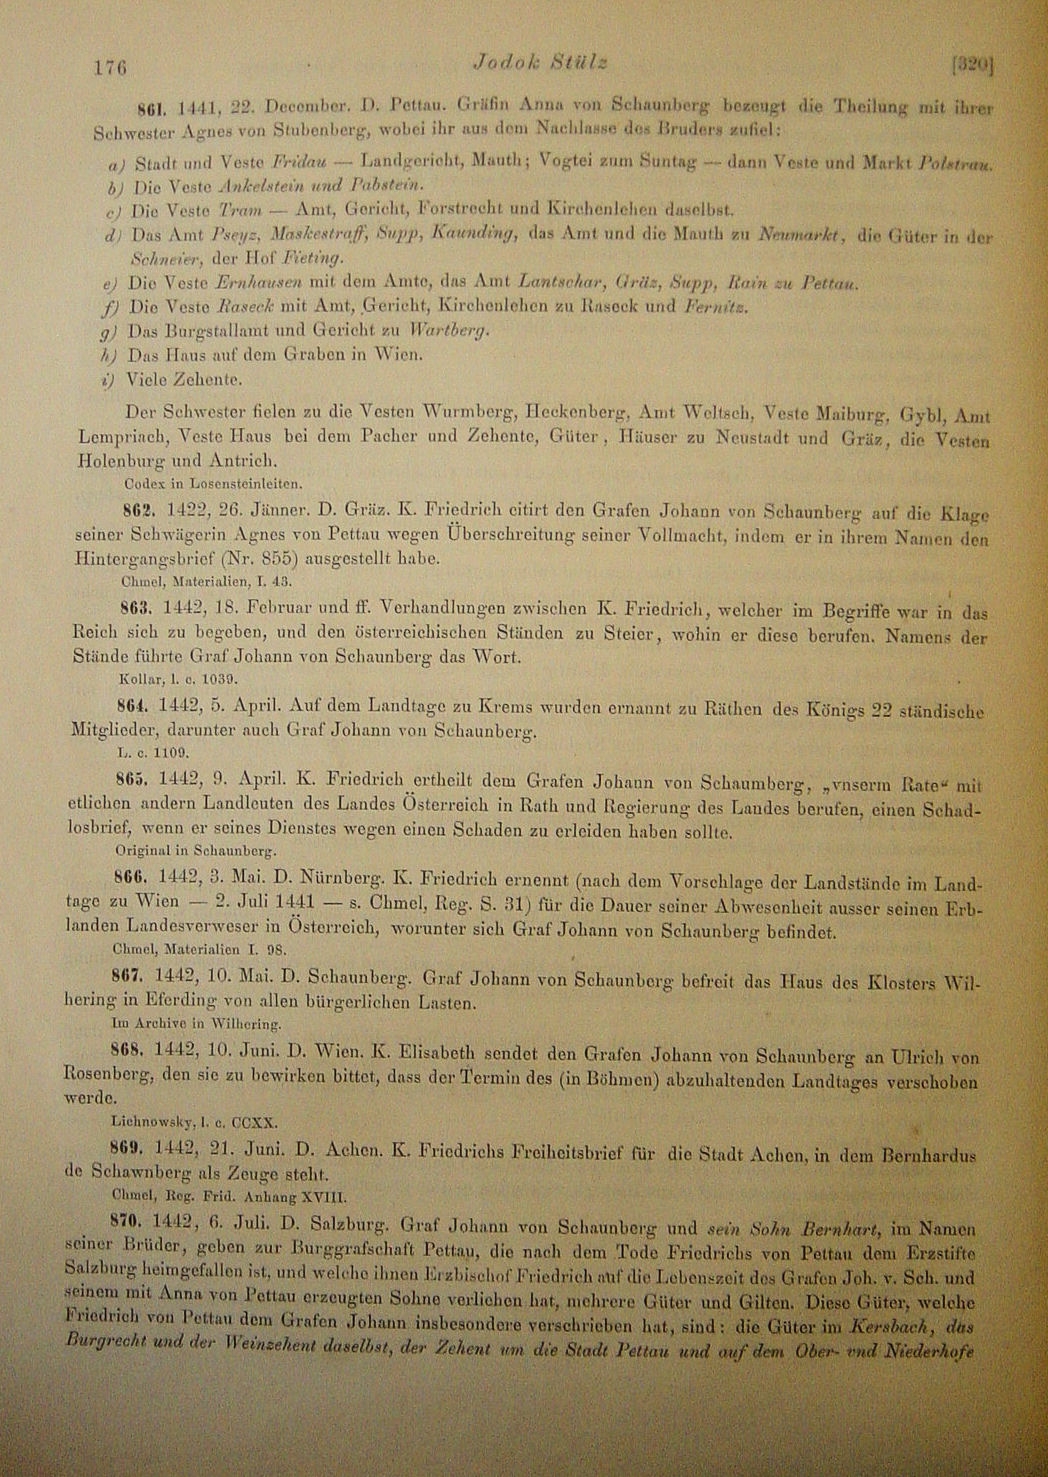 176 Jodok Stülz [320]
861. 1441, 22. December. D. Pettau. Gräfin Anna von Schaunberg bezeugt die Theilung mit ihrer
Schwester Agnes von Stubenberg, wobei ihr aus dem Nachlasse des Bruders zufiel:
a) Stadt und Veste Fridau — Landgericht, Mauth; Vogtei zum Suntag — dann Veste und Markt Polstrau.
b) Die Veste Ankelstein und Pabstein.
c) Die Veste Tram — Amt, Gericht, Forstrecht und Kirchenlehen daselbst.
d) Das Amt Pseyz, Maskestraff, Supp, Kaunding, das Amt und die Mauth zu Neumarkt, die Güter in der
Schneier, der Hof Fieting.
e) Die Veste Ernhausen mit dem Amte, das Amt Lantschar, Gräz, Supp, Rain zu Pettau.
f) Die Veste Raseck mit Amt, Gericht, Kirchenlehen zu Raseck und Fernitz.
g) Das Burgstallamt und Gericht zu Wartberg.
h) Das Haus auf dem Graben in Wien.
i) Viele Zehente.
Der Schwester fielen zu die Vesten Wurmberg, Heckenberg, Amt Weltsch, Veste Maiburg, Gybl, Amt
Lempriach, Veste Haus bei dem Pacher und Zehente, Güter, Häuser zu Neustadt und Gräz, die Vesten
Holenburg und Antrich.
Codex in Losensteinleiten.
862. 1422, 26. Jänner. D. Gräz. K. Friedrich citirt den Grafen Johann von Schaunberg auf die Klage
seiner Schwägerin Agnes von Pettau wegen Überschreitung seiner Vollmacht, indem er in ihrem Namen den
Hintergangsbrief (Nr. 855) ausgestellt habe.
Chmel, Materialien, I. 43.
863. 1442, 18. Februar und ff. Verhandlungen zwischen K. Friedrich, welcher im Begriffe war in das
Reich sich zu begeben, und den österreichischen Ständen zu Steier, wohin er diese berufen. Namens der
Stände führte Graf Johann von Schaunberg das Wort.
Kollar, l. c. 1039.
864. 1442, 5. April. Auf dem Landtage zu Krems wurden ernannt zu Räthen des Königs 22 ständische
Mitglieder, darunter auch Graf Johann von Schaunberg.
L. c. 1109.
865. 1442, 9. April. K. Friedrich ertheilt dem Grafen Johann von Schaumberg, „vnserm Rate“ mit
etlichen andern Landleuten des Landes Österreich in Rath und Regierung des Landes berufen, einen Schad-
losbrief, wenn er seines Dienstes wegen einen Schaden zu erleiden haben sollte.
Original in Schaunberg.
866. 1442, 3. Mai. D. Nürnberg. K. Friedrich ernennt (nach dem Vorschlage der Landstände im Land-
tage zu Wien — 2. Juli 1441 — s. Chmel, Reg. S. 31) für die Dauer seiner Abwesenheit ausser seinen Erb-
landen Landesverweser in Österreich, worunter sich Graf Johann von Schaunberg befindet.
Chmel, Materialien I. 98.
867. 1442, 10. Mai. D. Schaunberg. Graf Johann von Schaunberg befreit das Haus des Klosters Wil-
hering in Eferding von allen bürgerlichen Lasten.
Im Archive in Wilhering.
868. 1442, 10. Juni. D. Wien. K. Elisabeth sendet den Grafen Johann von Schaunberg an Ulrich von
Rosenberg, den sie zu bewirken bittet, dass der Termin des (in Böhmen) abzuhaltenden Landtages verschoben
werde.
Lichnowsky, l. c. CCXX.
869. 1442, 21. Juni. D. Achen. K. Friedrichs Freiheitsbrief für die Stadt Achen, in dem Bernhardus
de Schawnberg als Zeuge steht.
Chmel, Reg. Frid. Anhang XVIII.
870. 1442, 6. Juli. D. Salzburg. Graf Johann von Schaunberg und sein Sohn Bernhart, im Namen
seiner Brüder, geben zur Burggrafschaft Pettau, die nach dem Tode Friedrichs von Pettau dem Erzstifte
Salzburg heimgefallen ist, und welche ihnen Erzbischof Friedrich auf die Lebenszeit des Grafen Joh. v. Sch. und
seinem mit Anna von Pettau erzeugten Sohne verliehen hat, mehrere Güter und Gilten. Diese Güter, welche
Friedrich von Pettau dem Grafen Johann insbesondere verschrieben hat, sind: die Güter im Kersbach, das
Burgrecht und der Weinzehent daselbst, der Zehent um die Stadt Pettau und auf dem Ober- vnd Niederhofe